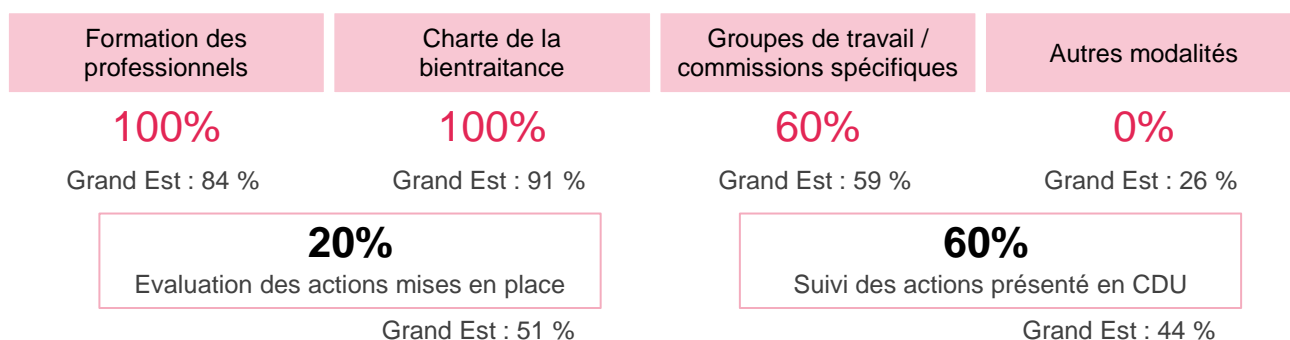 Formation des
professionnels
Charte de la
bientraitance
Groupes de travail /
commissions spécifiques
Autres modalités
100%
100%
60%
0%
Grand Est : 84 %
Grand Est : 91 %
Grand Est : 59 %
Grand Est : 26 %
20%
Evaluation des actions mises en place
60%
Suivi des actions présenté en CDU
Grand Est : 51 %
Grand Est : 44 %